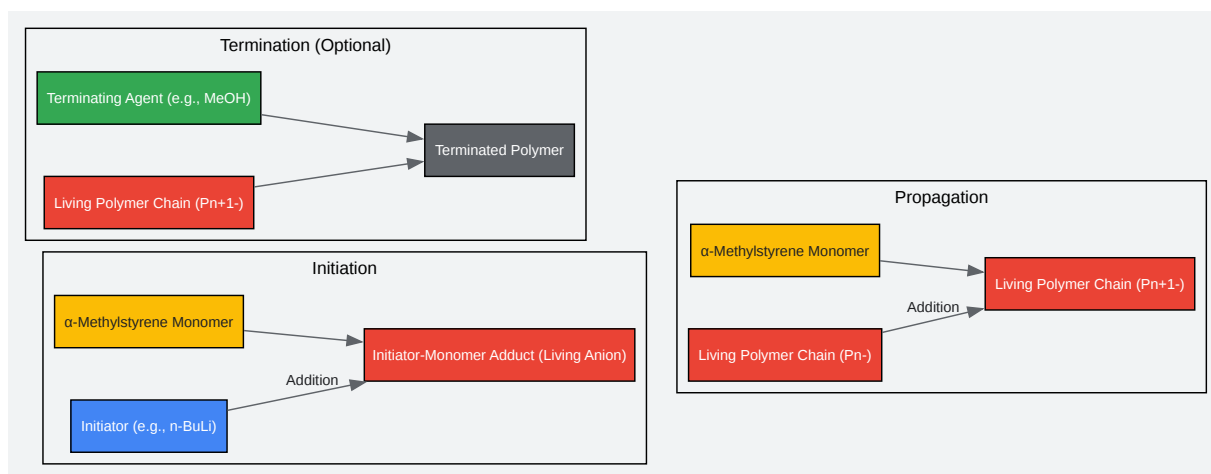 Termination (Optional)
Terminating Agent (e.g., MeOH)
Terminated Polymer
Living Polymer Chain (Pn+1-)
Initiation
α-Methylstyrene Monomer
Initiator-Monomer Adduct (Living Anion)
Addition
Initiator (e.g., n-BuLi)
Propagation
α-Methylstyrene Monomer
Living Polymer Chain (Pn+1-)
Addition
Living Polymer Chain (Pn-)